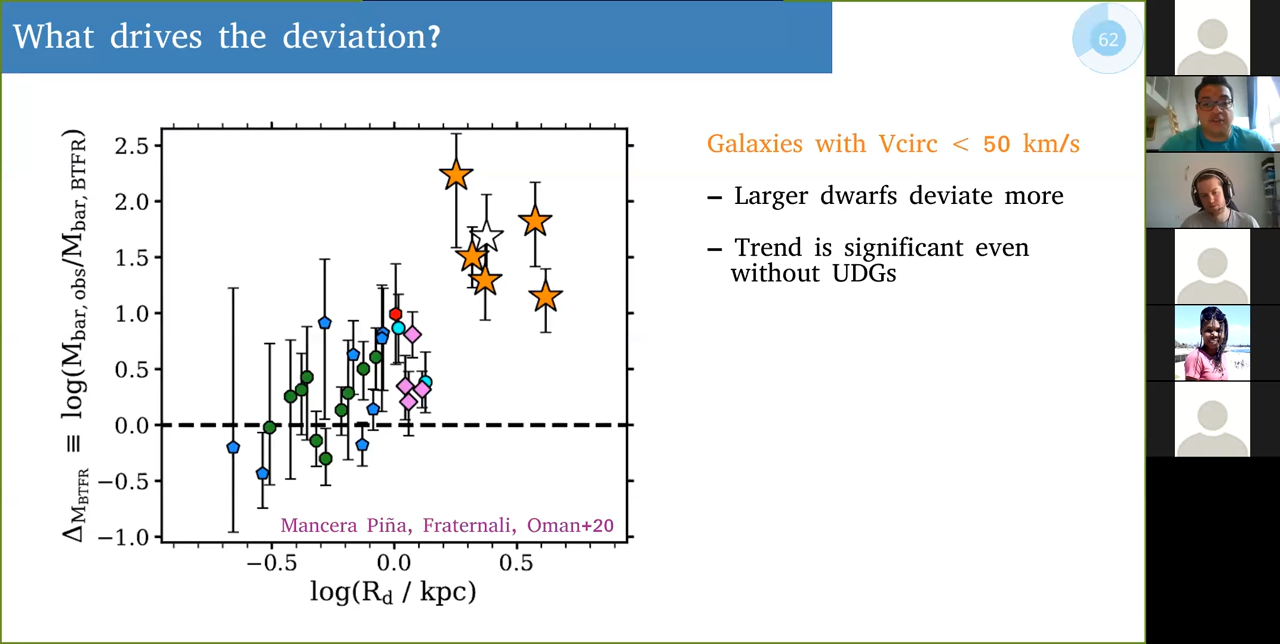 What drives the deviation?
62
Galaxies with Vcirc < 50 km/s
– Larger dwarfs deviate more
– Trend is significant even
without UDGs
Δ_MBTFR ≡ log(M_bar, obs/M_bar, BTFR)
2.5
2.0
1.5
1.0
0.5
0.0
−0.5
−1.0
Mancera Piña, Fraternali, Oman+20
−0.5 0.0 0.5
log(R_d / kpc)